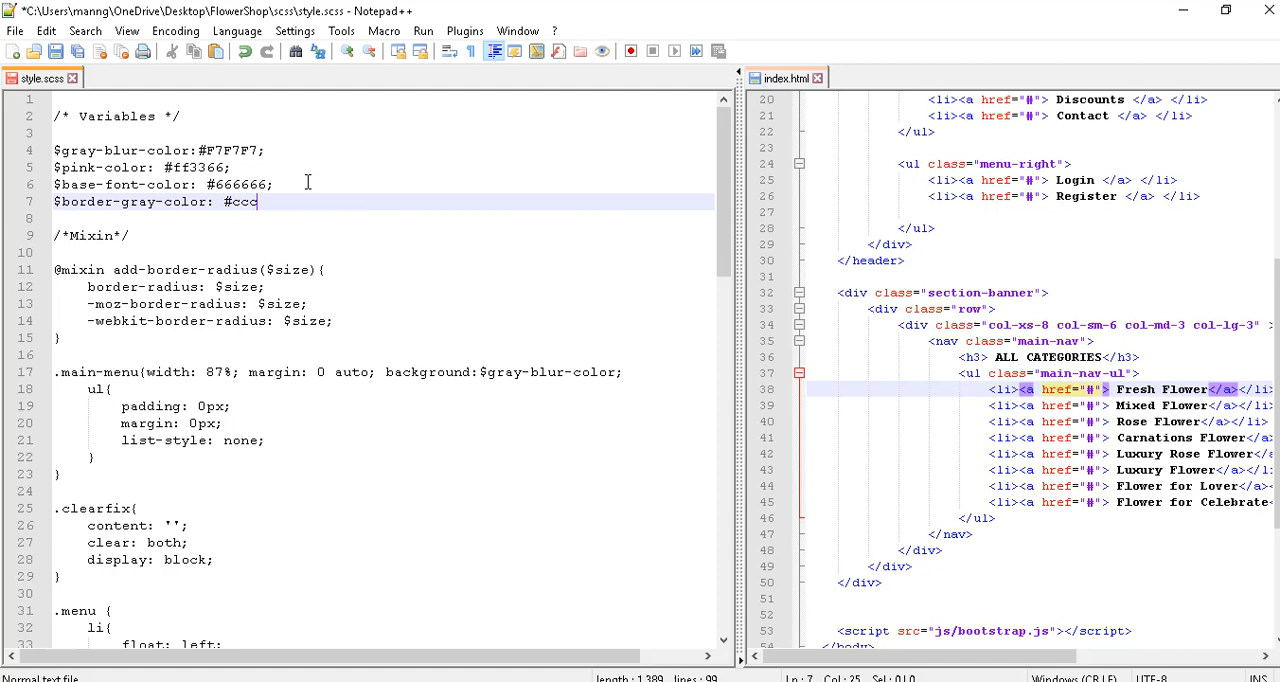 *C:\Users\manng\OneDrive\Desktop\FlowerShop\scss\style.scss - Notepad++
File Edit Search View Encoding Language Settings Tools Macro Run Plugins Window ?
style.scss
1
2 /* Variables */
3
4 $gray-blur-color:#F7F7F7;
5 $pink-color: #ff3366;
6 $base-font-color: #666666;
7 $border-gray-color: #ccc
8
9 /*Mixin*/
10
11 @mixin add-border-radius($size){
12 border-radius: $size;
13 -moz-border-radius: $size;
14 -webkit-border-radius: $size;
15 }
16
17 .main-menu{width: 87%; margin: 0 auto; background:$gray-blur-color;
18 ul{
19 padding: 0px;
20 margin: 0px;
21 list-style: none;
22 }
23 }
24
25 .clearfix{
26 content: '';
27 clear: both;
28 display: block;
29 }
30
31 .menu {
32 li{
33 float: left;
index.html
20 <li><a href="#"> Discounts </a> </li>
21 <li><a href="#"> Contact </a> </li>
22 </ul>
23
24 <ul class="menu-right">
25 <li><a href="#"> Login </a> </li>
26 <li><a href="#"> Register </a> </li>
27
28 </ul>
29 </div>
30 </header>
31
32 <div class="section-banner">
33 <div class="row">
34 <div class="col-xs-8 col-sm-6 col-md-3 col-lg-3" >
35 <nav class="main-nav">
36 <h3> ALL CATEGORIES</h3>
37 <ul class="main-nav-ul">
38 <li><a href="#"> Fresh Flower</a></li>
39 <li><a href="#"> Mixed Flower</a></li>
40 <li><a href="#"> Rose Flower</a></li>
41 <li><a href="#"> Carnations Flower</a>
42 <li><a href="#"> Luxury Rose Flower</a
43 <li><a href="#"> Luxury Flower</a></li>
44 <li><a href="#"> Flower for Lover</a></
45 <li><a href="#"> Flower for Celebrate<
46 </ul>
47 </nav>
48 </div>
49 </div>
50 </div>
51
52
53 <script src="js/bootstrap.js"></script>
54 </body>
Normal text file length : 1,389 lines : 99 Ln : 7 Col : 25 Sel : 0 | 0 Windows (CR LF) UTF-8 INS